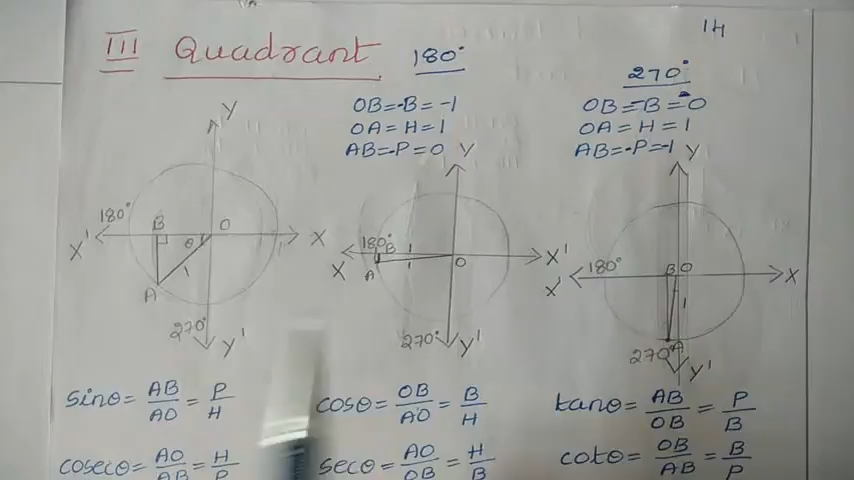 14
III Quadrant
180°
270°
OB=-B=-1
OA=H=1
AB=-P=0
OB=-B=0
OA=H=1
AB=-P=-1
Y
180°
B
O
θ
X'
X
A
1
270°
Y'
Y
180°
B
1
X
A
1
O
X'
270°
Y'
Y
180°
B
O
X'
X
1
270°
A
Y'
sinθ = AB/AO = P/H
cosθ = OB/AO = B/H
tanθ = AB/OB = P/B
cosecθ = AO/AB = H/P
secθ = AO/OB = H/B
cotθ = OB/AB = B/P